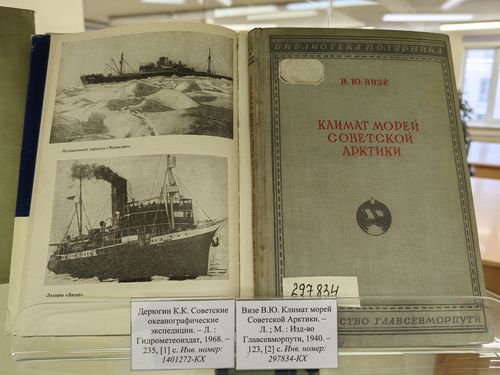 Ледокольный пароход «Челюскин»
Ледорез «Литке»
БИБЛИОТЕКА ПОЛЯРНИКА
В. Ю. ВИЗЕ
КЛИМАТ МОРЕЙ
СОВЕТСКОЙ
АРКТИКИ
297834
СТВО ГЛАВСЕВМОРПУТИ
Дерюгин К.К. Советские
океанографические
экспедиции. – Л. :
Гидрометеоиздат, 1968. –
235, [1] с. Инв. номер:
1401272-КХ
Визе В.Ю. Климат морей
Советской Арктики. –
Л. ; М. : Изд-во
Главсевморпути, 1940. –
123, [2] с. Инв. номер:
297834-КХ